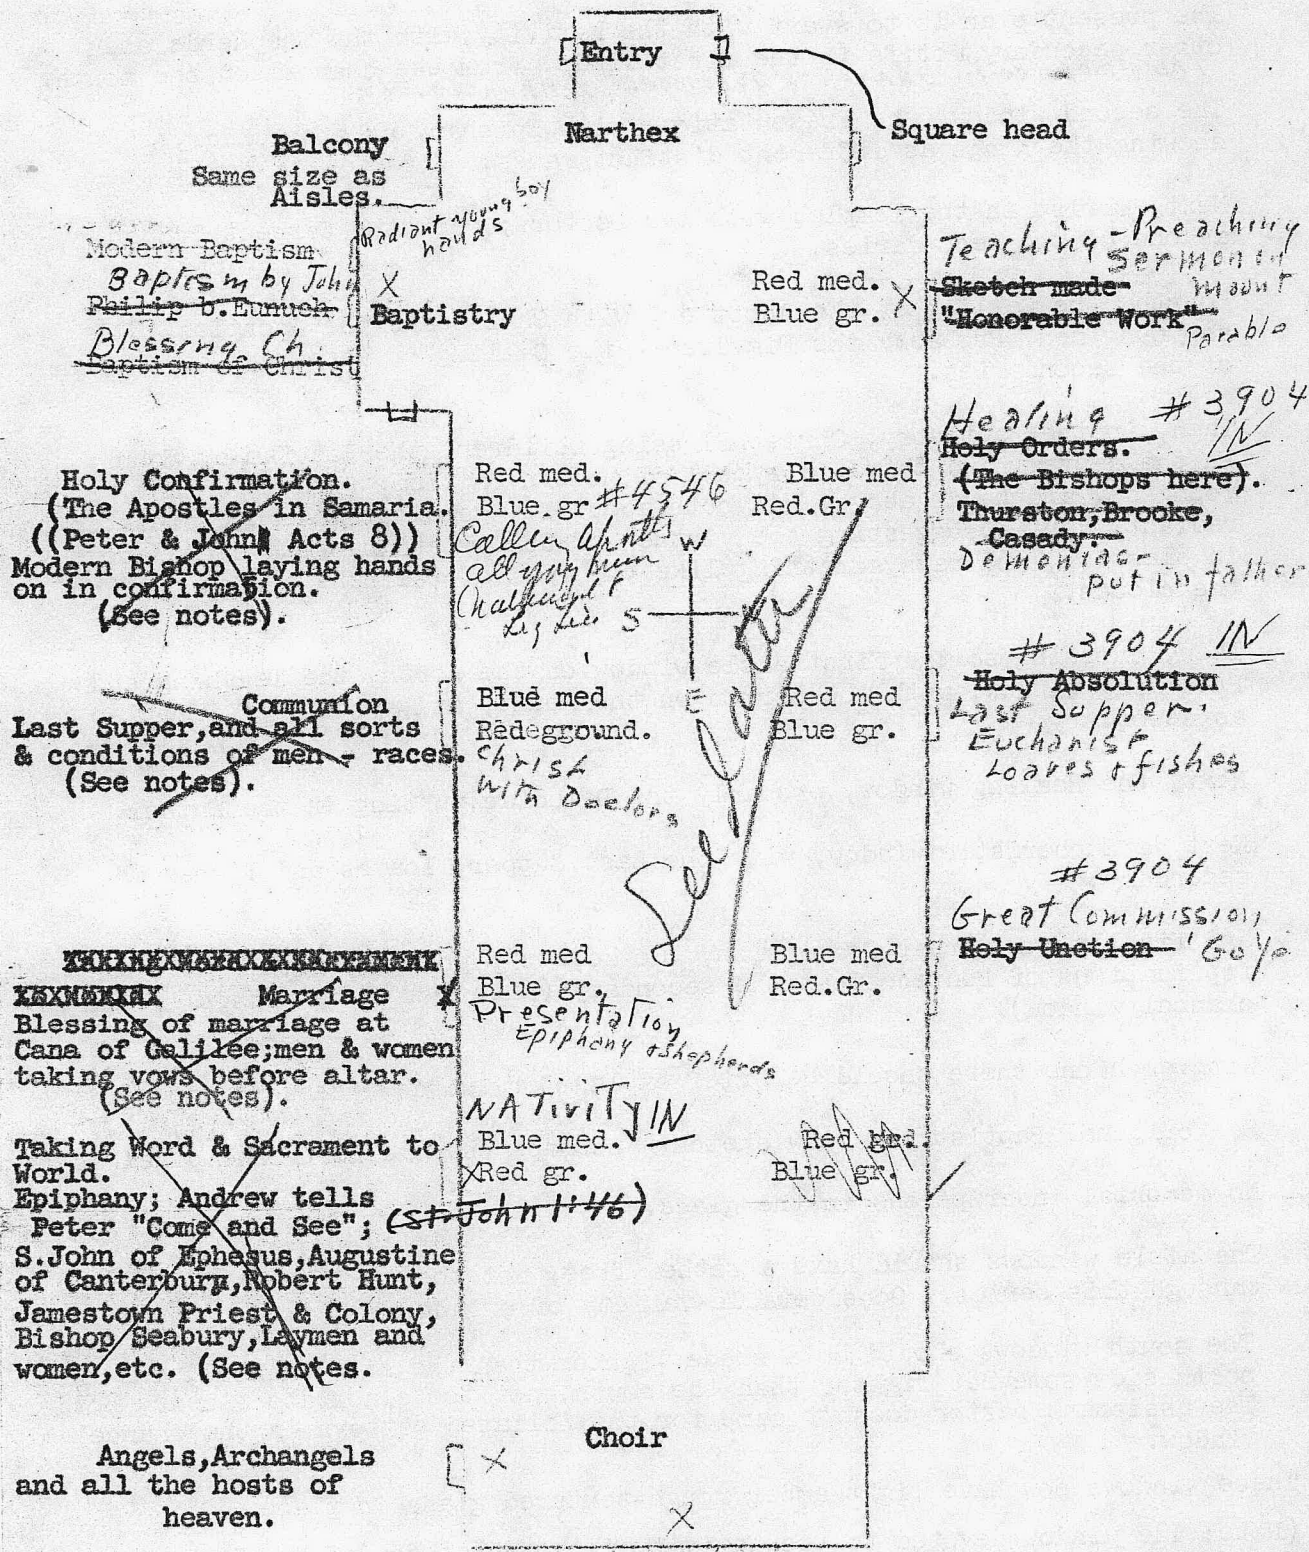 Entry
Narthex
Square head
Balcony
Same size as
Aisles.
Radiant young boy
hands
Modern Baptism
Baptism by John
Philip b.Eunuch
Blessing Ch.
Baptism of Christ
X
Baptistry
Red med.
Blue gr. X
Teaching - Preaching
Sermon on
Mount
Sketch made
"Honorable Work"
Parable
Holy Confirmation.
(The Apostles in Samaria.
((Peter & John Acts 8))
Modern Bishop laying hands
on in confirmation.
(See notes).
Red med.
Blue.gr #4546
all
W
S
E
Blue med
Red.Gr.
Healing #3904
IN
Holy Orders.
(The Bishops here).
Thurston,Brooke,
Casady.
Demoniac-
put in father
Communion
Last Supper,and all sorts
& conditions of men - races.
(See notes).
Blue med
Redeground.
Christ
With Doctors
See
Red med
Blue gr.
#3904 IN
Holy Absolution
Last Supper.
Eucharist
Loaves & fishes
Marriage X
Blessing of marriage at
Cana of Galilee;men & women
taking vows before altar.
(See notes).
Red med
Blue gr.
Presentation
Epiphany & Shepherds
Blue med
Red.Gr.
#3904
Great Commission
Holy Unction "Go Ye
Taking Word & Sacrament to
World.
Epiphany; Andrew tells
Peter "Come and See"; (St. John 1:46)
S.John of Ephesus,Augustine
of Canterbury,Robert Hunt,
Jamestown Priest & Colony,
Bishop Seabury,Laymen and
women,etc. (See notes.
NATIVITY IN
Blue med.
XRed gr.
Red grd.
Blue gr.
Choir
Angels,Archangels
and all the hosts of
heaven.
X
X